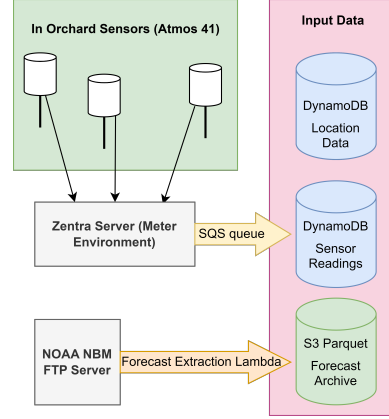 In Orchard Sensors (Atmos 41)
Input Data
DynamoDB
Location
Data
Zentra Server (Meter
Environment)
SQS queue
DynamoDB
Sensor
Readings
NOAA NBM
FTP Server
Forecast Extraction Lambda
S3 Parquet
Forecast
Archive